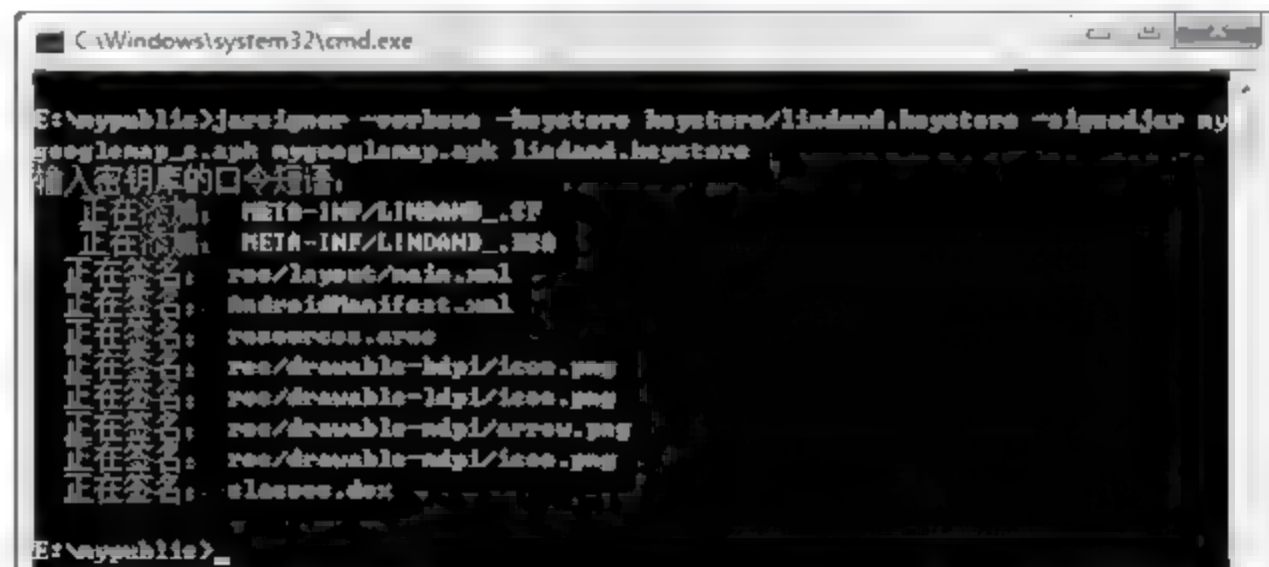 C:\Windows\system32\cmd.exe
E:\mypublis>jarsigner -verbose -keystore keystore/lindand.keystore -signedjar my
googlemap_s.apk mygooglemap.apk lindand.keystore
输入密钥库的口令短语:
正在添加: META-INF/LINDAND_.SF
正在添加: META-INF/LINDAND_.RSA
正在签名: res/layout/main.xml
正在签名: AndroidManifest.xml
正在签名: resources.arsc
正在签名: res/drawable-hdpi/icon.png
正在签名: res/drawable-ldpi/icon.png
正在签名: res/drawable-mdpi/arrow.png
正在签名: res/drawable-mdpi/icon.png
正在签名: classes.dex
E:\mypublis>_